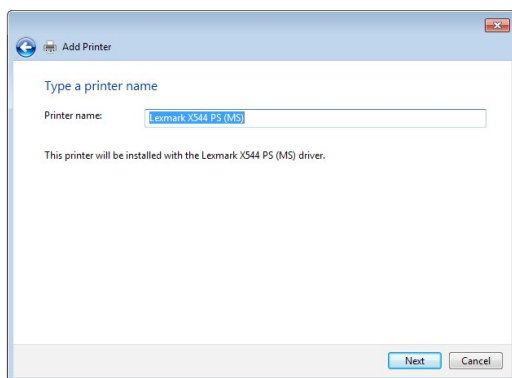 Add Printer
Type a printer name
Printer name: Lexmark X544 PS (MS)
This printer will be installed with the Lexmark X544 PS (MS) driver.
Next Cancel